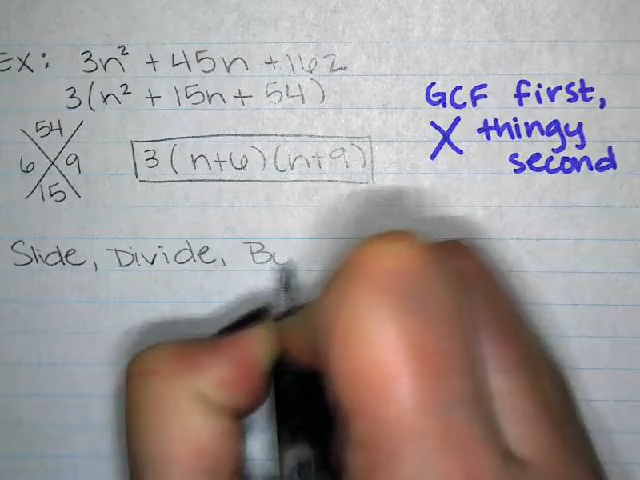 EX: 3n² + 45n + 162
3(n² + 15n + 54)
GCF first,
X thingy
second
54
6 9
15
3(n+6)(n+9)
Slide, Divide,